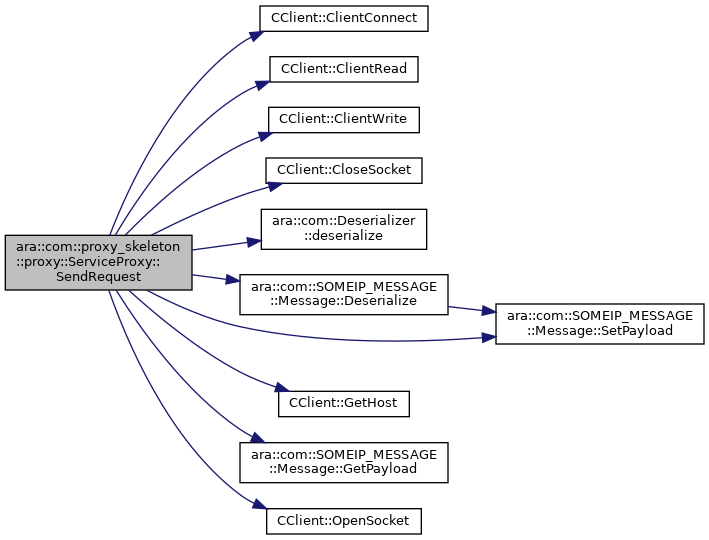 CClient::ClientConnect
CClient::ClientRead
CClient::ClientWrite
CClient::CloseSocket
ara::com::Deserializer
::deserialize
ara::com::proxy_skeleton
::proxy::ServiceProxy::
SendRequest
ara::com::SOMEIP_MESSAGE
::Message::Deserialize
ara::com::SOMEIP_MESSAGE
::Message::SetPayload
CClient::GetHost
ara::com::SOMEIP_MESSAGE
::Message::GetPayload
CClient::OpenSocket